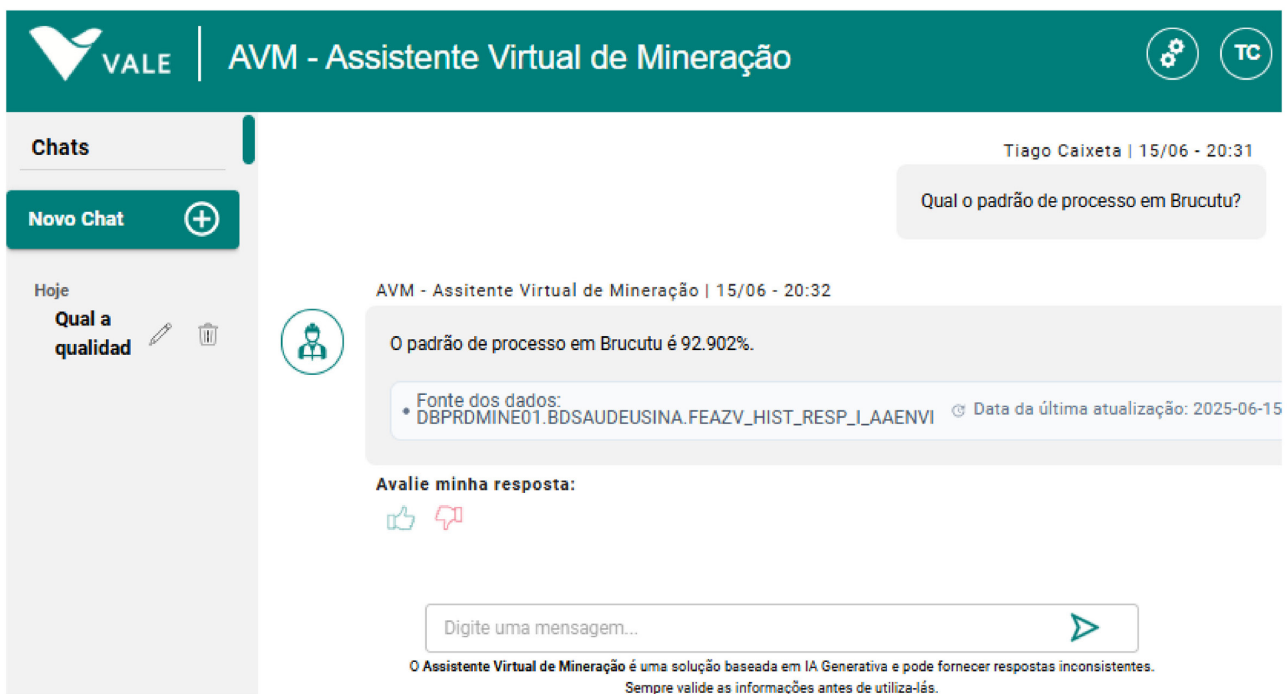 VALE
AVM - Assistente Virtual de Mineração
TC
Chats
Novo Chat
Hoje
Qual a
qualidad
Tiago Caixeta | 15/06 - 20:31
Qual o padrão de processo em Brucutu?
AVM - Assitente Virtual de Mineração | 15/06 - 20:32
O padrão de processo em Brucutu é 92.902%.
Fonte dos dados:
DBPRDMINE01.BDSAUDEUSINA.FEAZV_HIST_RESP_I_AAENVI
Data da última atualização: 2025-06-15
Avalie minha resposta:
Digite uma mensagem...
O Assistente Virtual de Mineração é uma solução baseada em IA Generativa e pode fornecer respostas inconsistentes.
Sempre valide as informações antes de utiliza-lás.